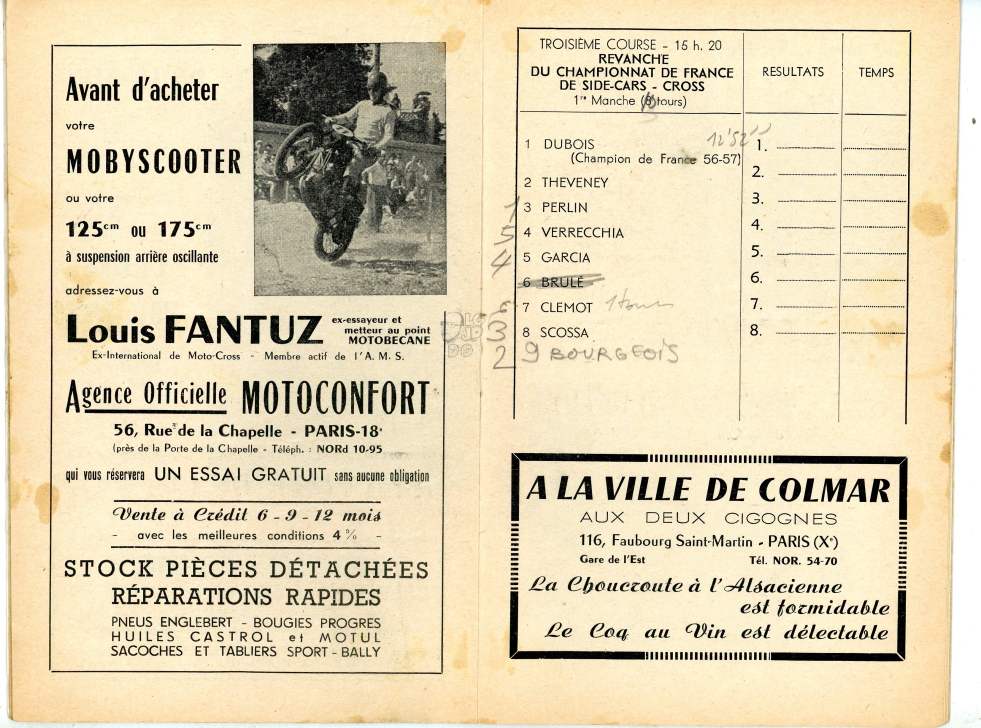 Avant d'acheter
votre
MOBYSCOOTER
ou votre
125cm ou 175cm
à suspension arrière oscillante
adressez-vous à
Louis FANTUZ ex-essayeur et
metteur au point
MOTOBECANE
Ex-International de Moto-Cross - Membre actif de l'A. M. S.
Agence Officielle MOTOCONFORT
56, Rue de la Chapelle - PARIS-18e
(près de la Porte de la Chapelle - Téléph. : NORd 10-95
qui vous réservera UN ESSAI GRATUIT sans aucune obligation
Vente à Crédit 6 - 9 - 12 mois
- avec les meilleures conditions 4 % -
STOCK PIÈCES DÉTACHÉES
RÉPARATIONS RAPIDES
PNEUS ENGLEBERT - BOUGIES PROGRES
HUILES CASTROL et MOTUL
SACOCHES ET TABLIERS SPORT - BALLY
TROISIÈME COURSE - 15 h. 20
REVANCHE
DU CHAMPIONNAT DE FRANCE
DE SIDE-CARS - CROSS
1re Manche ( tours)
RESULTATS
TEMPS
1 DUBOIS 12'52''
(Champion de France 56-57)
2 THEVENEY
1 3 PERLIN
5 4 VERRECCHIA
4 5 GARCIA
6 BRULÉ
7 CLEMOT
3 8 SCOSSA
2 9 BOURGEOIS
1.
2.
3.
4.
5.
6.
7.
8.
A LA VILLE DE COLMAR
AUX DEUX CIGOGNES
116, Faubourg Saint-Martin - PARIS (Xe)
Gare de l'Est Tél. NOR. 54-70
La Choucroute à l'Alsacienne
est formidable
Le Coq au Vin est délectable